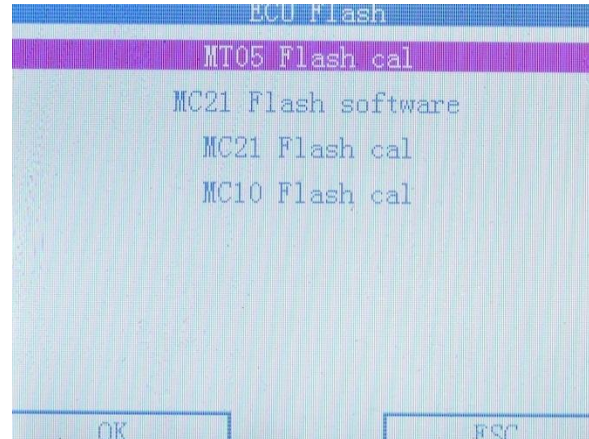 ECU Flash
MT05 Flash cal
MC21 Flash software
MC21 Flash cal
MC10 Flash cal
OK
ESC